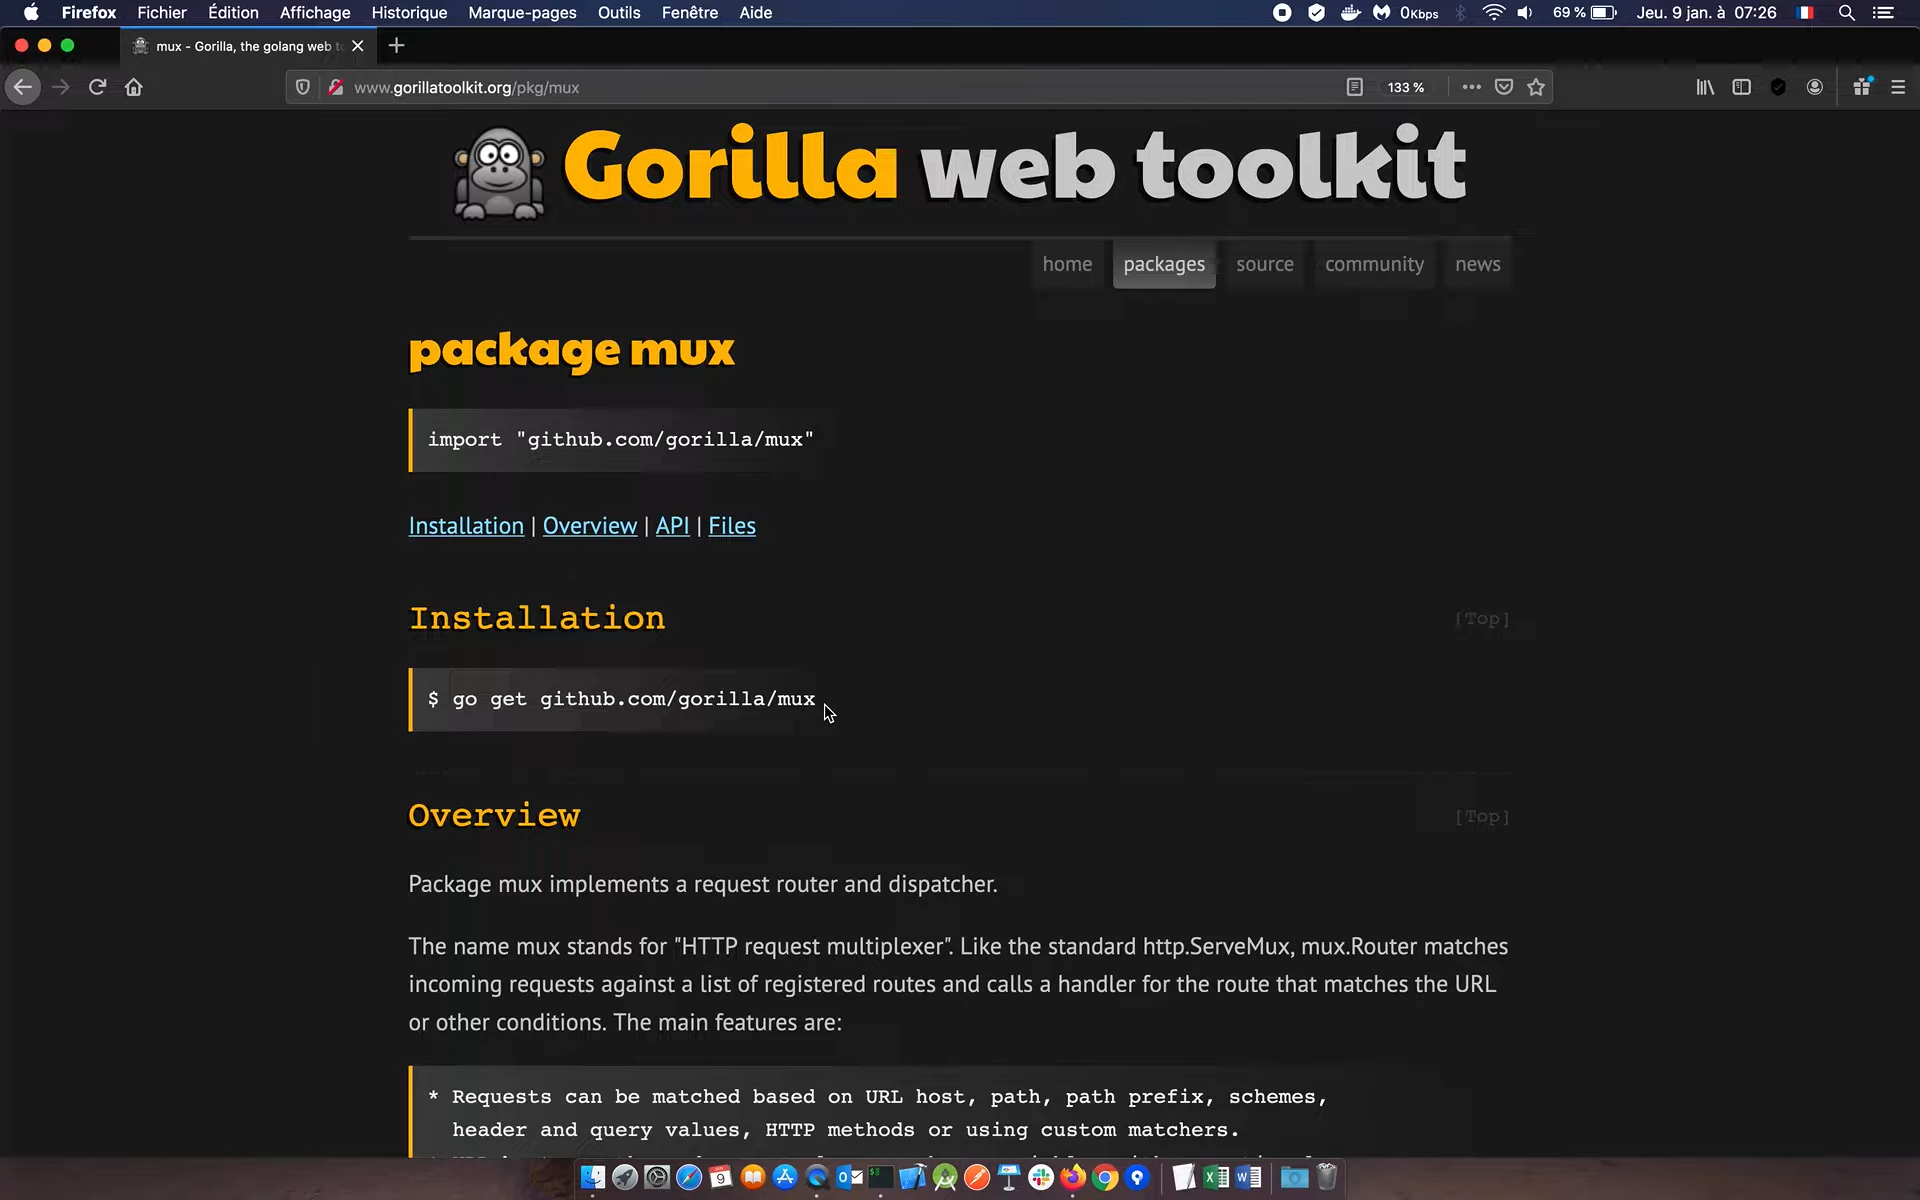 Firefox Fichier Édition Affichage Historique Marque-pages Outils Fenêtre Aide 0Kbps 69 % Jeu. 9 jan. à 07:26
mux - Gorilla, the golang web
www.gorillatoolkit.org/pkg/mux 133 %
Gorilla web toolkit
home packages source community news
package mux
import "github.com/gorilla/mux"
Installation | Overview | API | Files
Installation [Top]
$ go get github.com/gorilla/mux
Overview [Top]
Package mux implements a request router and dispatcher.
The name mux stands for "HTTP request multiplexer". Like the standard http.ServeMux, mux.Router matches
incoming requests against a list of registered routes and calls a handler for the route that matches the URL
or other conditions. The main features are:
* Requests can be matched based on URL host, path, path prefix, schemes,
header and query values, HTTP methods or using custom matchers.
9